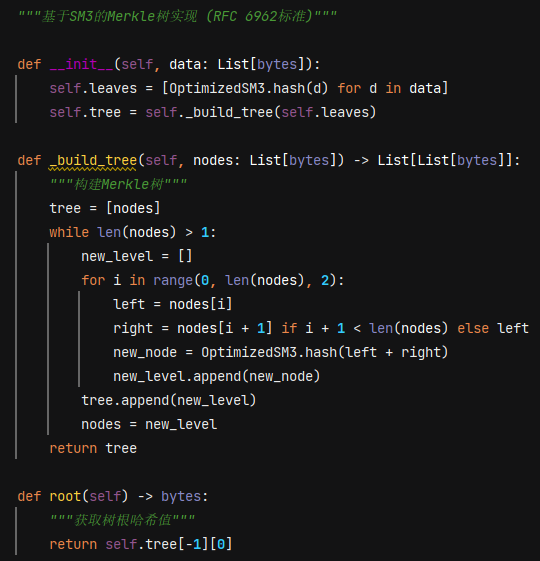 """基于SM3的Merkle树实现 (RFC 6962标准)"""
def __init__(self, data: List[bytes]):
    self.leaves = [OptimizedSM3.hash(d) for d in data]
    self.tree = self._build_tree(self.leaves)
def _build_tree(self, nodes: List[bytes]) -> List[List[bytes]]:
    """构建Merkle树"""
    tree = [nodes]
    while len(nodes) > 1:
        new_level = []
        for i in range(0, len(nodes), 2):
            left = nodes[i]
            right = nodes[i + 1] if i + 1 < len(nodes) else left
            new_node = OptimizedSM3.hash(left + right)
            new_level.append(new_node)
        tree.append(new_level)
        nodes = new_level
    return tree
def root(self) -> bytes:
    """获取树根哈希值"""
    return self.tree[-1][0]